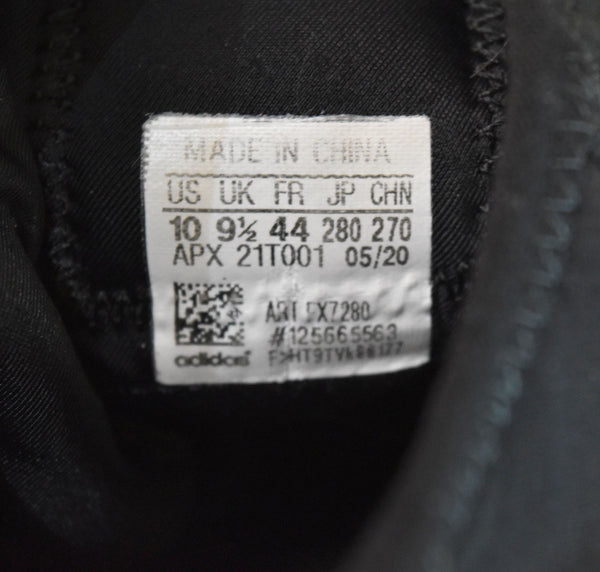 MADE IN CHINA
US UK FR JP CHN
10 9½ 44 280 270
APX 21T001 05/20
ART FX7280
#125665563
adidas